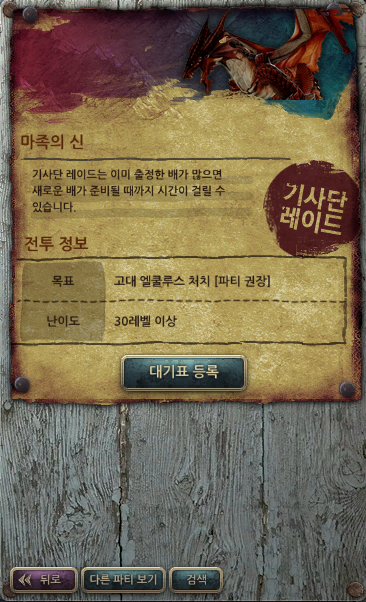 마족의 신
기사단 레이드는 이미 출정한 배가 많으면
새로운 배가 준비될 때까지 시간이 걸릴 수
있습니다.
기사단
레이드
전투 정보
목표 고대 엘쿨루스 처치 [파티 권장]
난이도 30레벨 이상
대기표 등록
뒤로 다른 파티 보기 검색